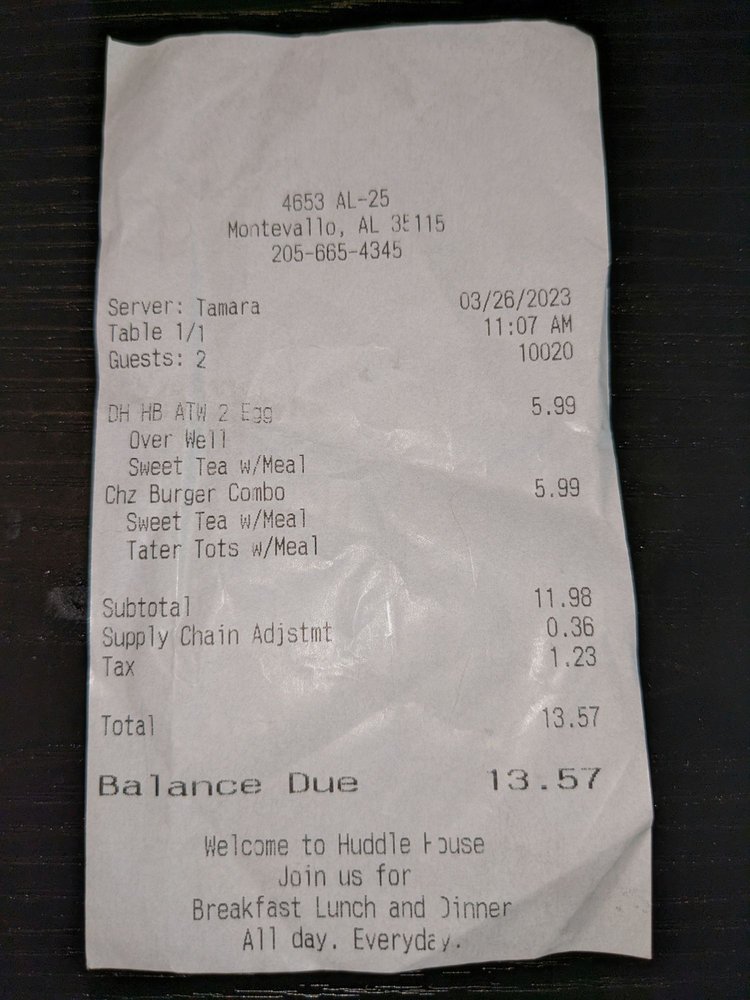 4653 AL-25
Montevallo, AL 35115
205-665-4345
Server: Tamara 03/26/2023
Table 1/1 11:07 AM
Guests: 2 10020
DH HB ATW 2 Egg 5.99
Over Well
Sweet Tea w/Meal
Chz Burger Combo 5.99
Sweet Tea w/Meal
Tater Tots w/Meal
Subtotal 11.98
Supply Chain Adjstmt 0.36
Tax 1.23
Total 13.57
Balance Due 13.57
Welcome to Huddle House
Join us for
Breakfast Lunch and Dinner
All day. Everyday.